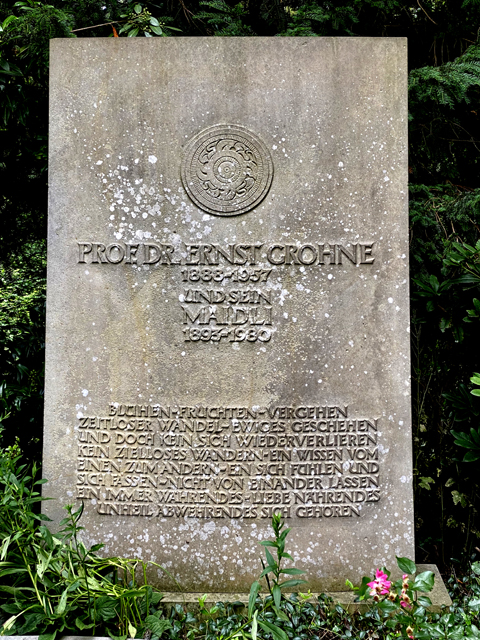 PROF. DR. ERNST GROHNE
1888-1957
UND SEIN
MAIDLI
1893-1980
BLÜHEN-FRUCHTEN-VERGEHEN
ZEITLOSER WANDEL-EWIGES GESCHEHEN
UND DOCH KEIN SICH WIEDERVERLIEREN
KEIN ZIELLOSES WANDERN-EIN WISSEN VOM
EINEN ZUM ANDERN-EIN SICH FÜHLEN UND
SICH FASSEN-NICHT VON EINANDER LASSEN
EIN IMMER WÄHRENDES-LIEBE NÄHRENDES
UNHEIL ABWEHRENDES SICH GEHÖREN